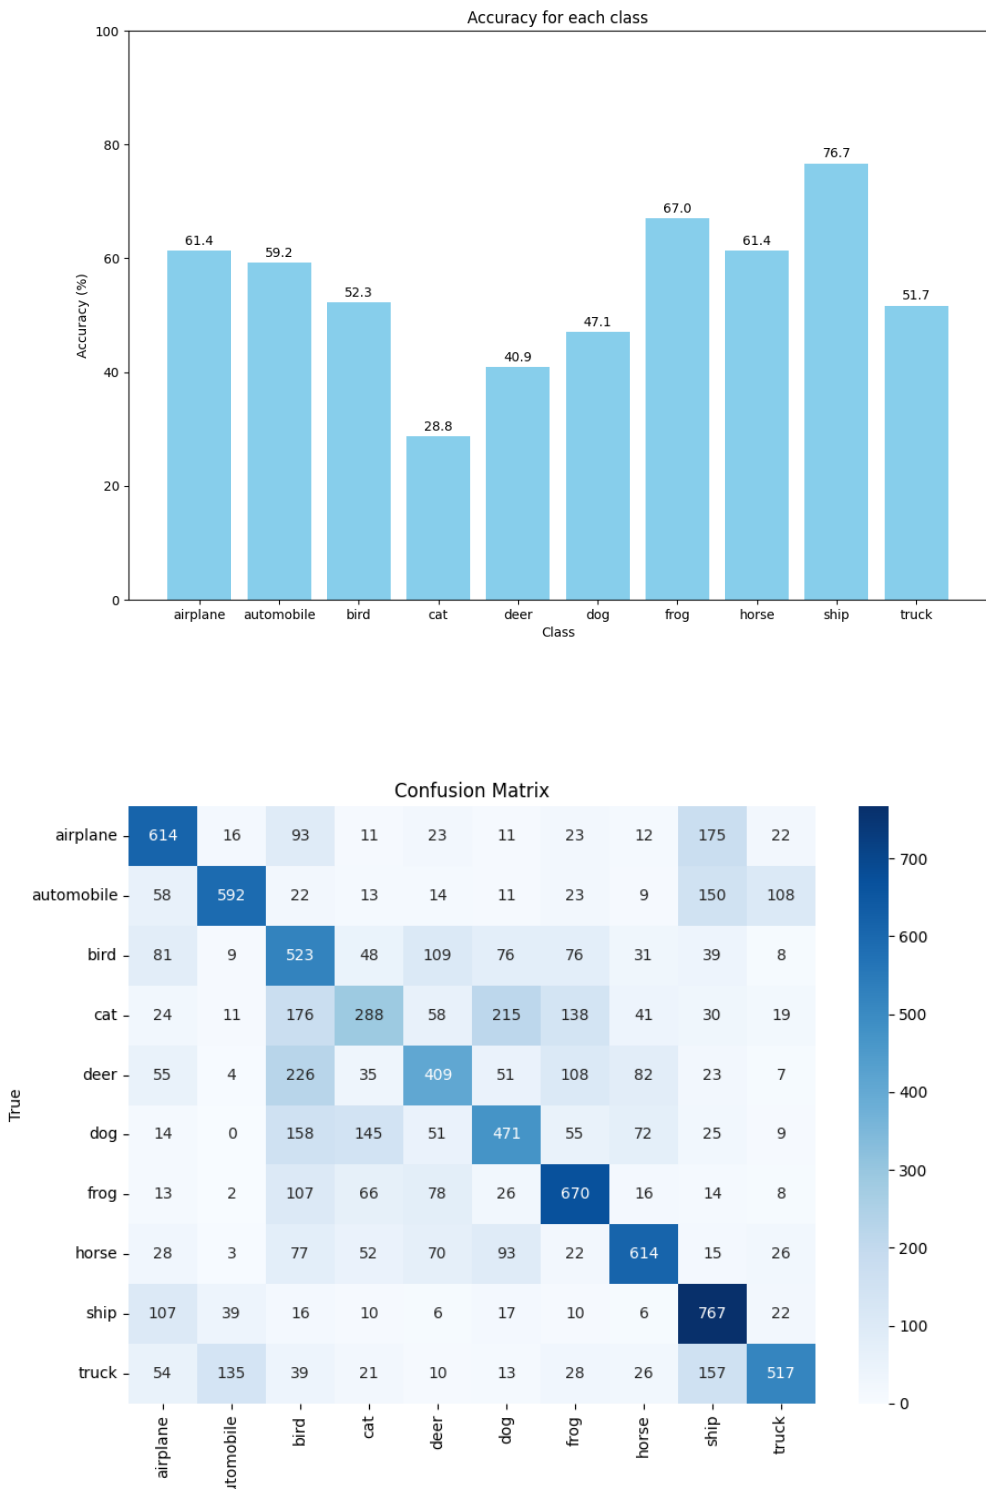 Accuracy for each class
100
80
60
40
20
0
Accuracy (%)
61.4
59.2
52.3
28.8
40.9
47.1
67.0
61.4
76.7
51.7
airplane automobile bird cat deer dog frog horse ship truck
Class
Confusion Matrix
True
airplane 614 16 93 11 23 11 23 12 175 22
automobile 58 592 22 13 14 11 23 9 150 108
bird 81 9 523 48 109 76 76 31 39 8
cat 24 11 176 288 58 215 138 41 30 19
deer 55 4 226 35 409 51 108 82 23 7
dog 14 0 158 145 51 471 55 72 25 9
frog 13 2 107 66 78 26 670 16 14 8
horse 28 3 77 52 70 93 22 614 15 26
ship 107 39 16 10 6 17 10 6 767 22
truck 54 135 39 21 10 13 28 26 157 517
airplane utomobile bird cat deer dog frog horse ship truck
700
600
500
400
300
200
100
0